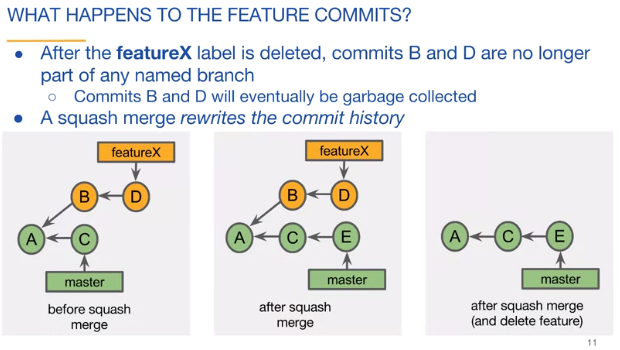 WHAT HAPPENS TO THE FEATURE COMMITS?
● After the featureX label is deleted, commits B and D are no longer
part of any named branch
○ Commits B and D will eventually be garbage collected
● A squash merge rewrites the commit history
featureX
B D
A C
master
before squash
merge
featureX
B D
A C E
master
after squash
merge
A C E
master
after squash merge
(and delete feature)
11